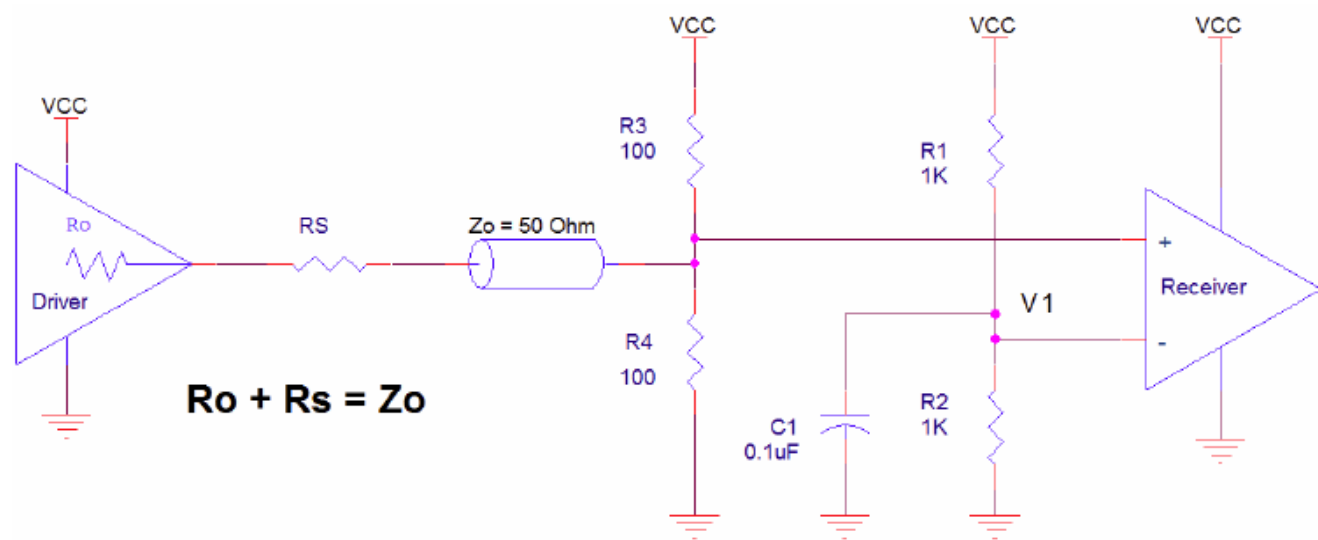 VCC
VCC
VCC
VCC
R3
100
R1
1K
Ro
RS
Zo = 50 Ohm
+
Driver
Receiver
V1
-
R4
100
Ro + Rs = Zo
C1
0.1uF
R2
1K